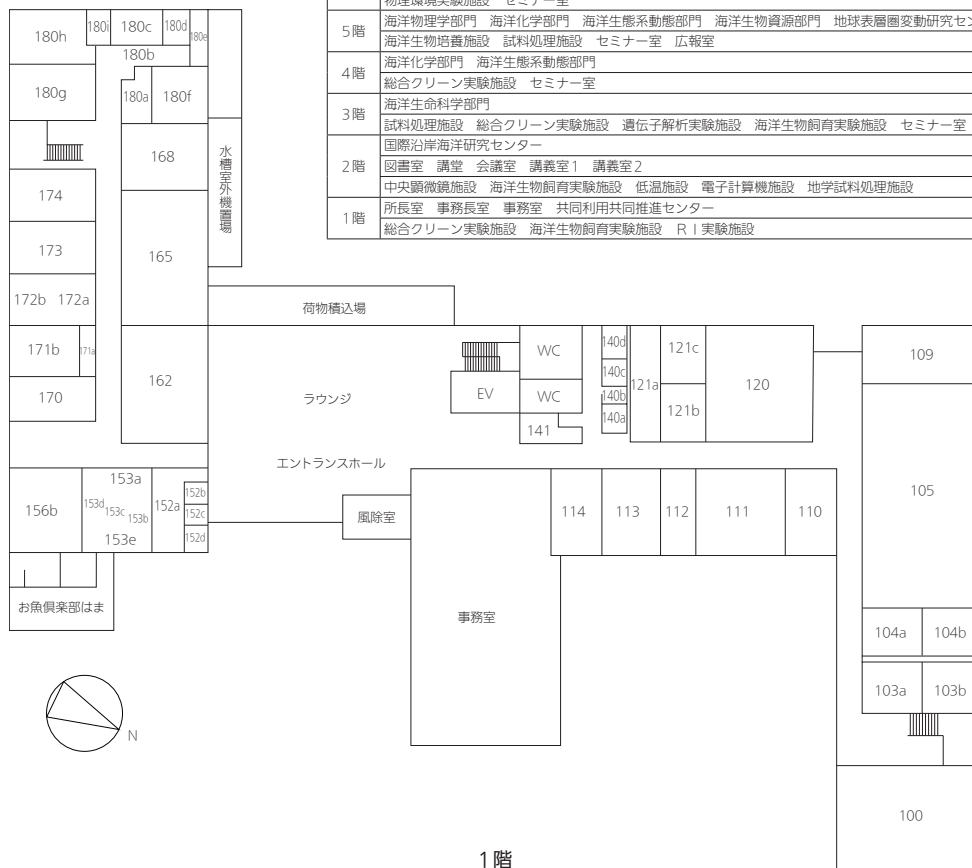 物理環境実験施設 セミナー室
5階
海洋物理学部門 海洋化学部門 海洋生態系動態部門 海洋生物資源部門 地球表層圏変動研究セン
海洋生物培養施設 試料処理施設 セミナー室 広報室
4階
海洋化学部門 海洋生態系動態部門
総合クリーン実験施設 セミナー室
3階
海洋生命科学部門
試料処理施設 総合クリーン実験施設 遺伝子解析実験施設 海洋生物飼育実験施設 セミナー室
2階
国際沿岸海洋研究センター
図書室 講堂 会議室 講義室1 講義室2
中央顕微鏡施設 海洋生物飼育実験施設 低温施設 電子計算機施設 地学試料処理施設
1階
所長室 事務長室 事務室 共同利用共同推進センター
総合クリーン実験施設 海洋生物飼育実験施設 RI実験施設
180h
180i
180c
180d
180e
180b
180g
180a
180f
168
水槽室外機置場
174
173
165
172b 172a
荷物積込場
171b
171a
162
170
ラウンジ
エントランスホール
EV
WC
WC
141
140d
140c
140b
140a
121a
121c
121b
120
109
105
156b
153a
153d
153c
153b
153e
152a
152b
152c
152d
風除室
114
113
112
111
110
事務室
お魚倶楽部はま
104a
104b
103a
103b
N
100
1階